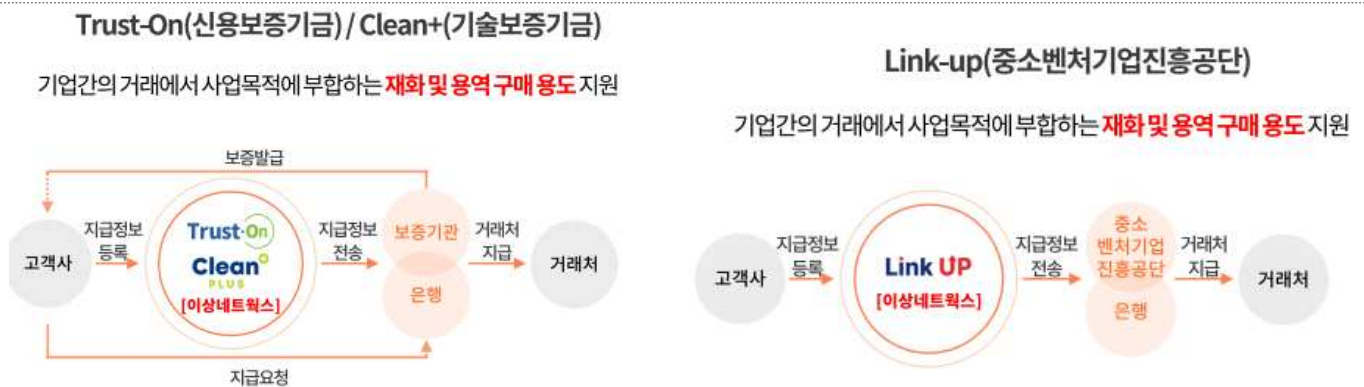 Trust-On(신용보증기금) / Clean+(기술보증기금)
기업간의 거래에서 사업목적에 부합하는 재화 및 용역 구매 용도 지원
보증발급
고객사
지급정보
등록
Trust·On
Clean
PLUS
[이상네트웍스]
지급정보
전송
보증기관
은행
거래처
지급
거래처
지급요청
Link-up(중소벤처기업진흥공단)
기업간의 거래에서 사업목적에 부합하는 재화 및 용역 구매 용도 지원
고객사
지급정보
등록
Link UP
[이상네트웍스]
지급정보
전송
중소
벤처기업
진흥공단
은행
거래처
지급
거래처